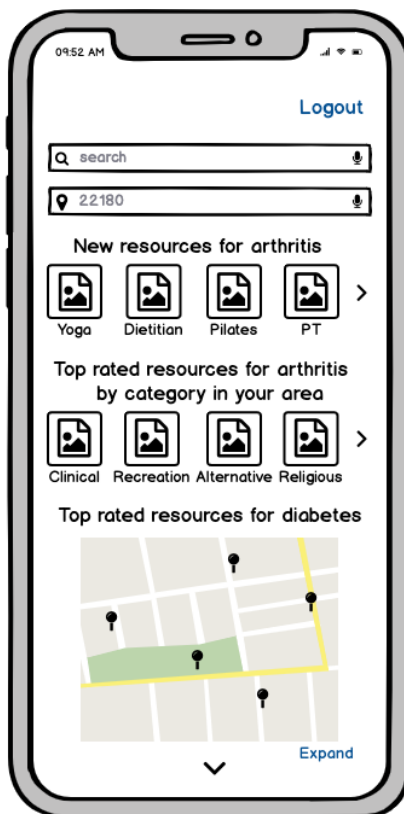 09:52 AM
Logout
search
22180
New resources for arthritis
Yoga Dietitian Pilates PT
Top rated resources for arthritis
by category in your area
Clinical Recreation Alternative Religious
Top rated resources for diabetes
Expand